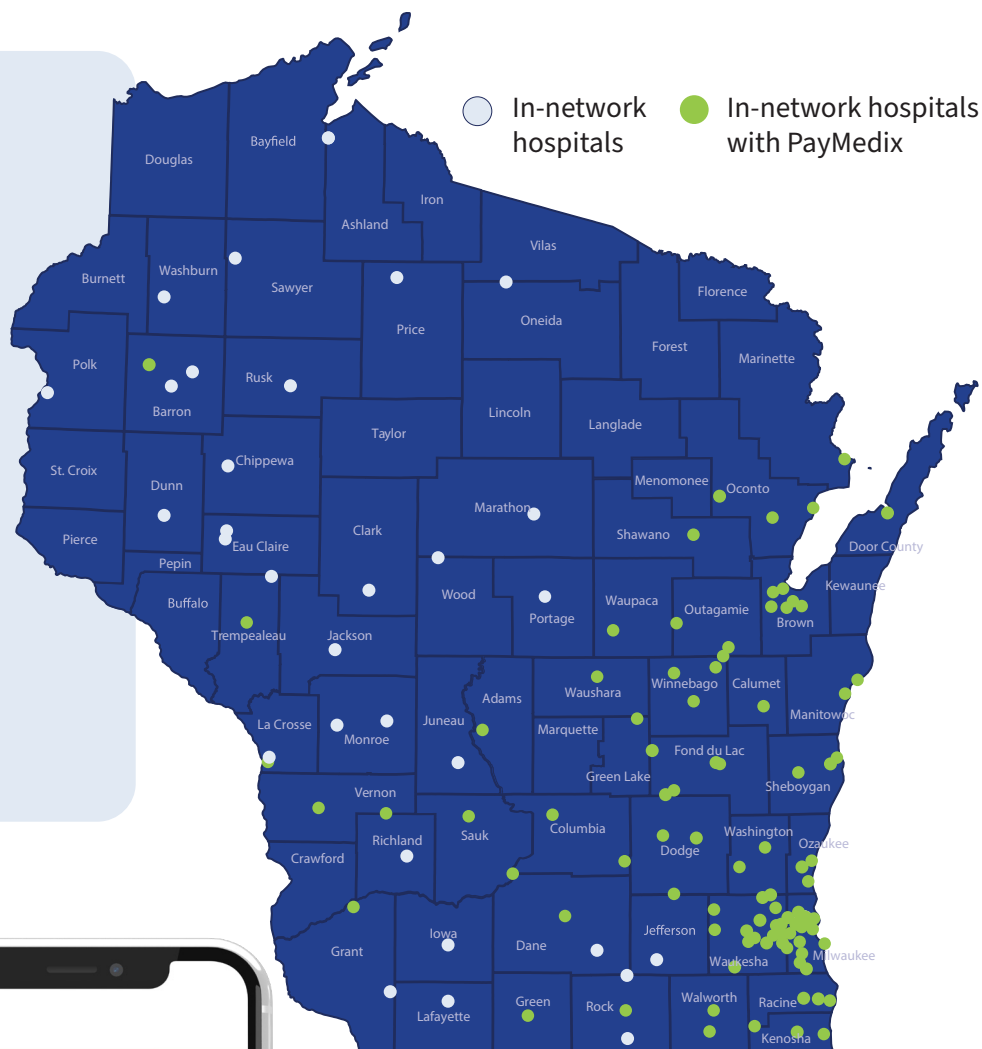 In-network
hospitals
In-network hospitals
with PayMedix
Douglas
Bayfield
Iron
Ashland
Vilas
Burnett
Washburn
Sawyer
Florence
Oneida
Price
Forest
Marinette
Polk
Rusk
Barron
Lincoln
Langlade
Taylor
Chippewa
St. Croix
Dunn
Menomonee
Oconto
Marathon
Clark
Shawano
Pierce
Eau Claire
Door County
Pepin
Kewaunee
Buffalo
Wood
Waupaca
Outagamie
Portage
Brown
Trempealeau
Jackson
Winnebago
Calumet
Waushara
Adams
Manitowoc
La Crosse
Juneau
Marquette
Monroe
Fond du Lac
Green Lake
Sheboygan
Vernon
Columbia
Washington
Sauk
Richland
Ozaukee
Dodge
Crawford
Jefferson
Iowa
Dane
Grant
Milwaukee
Waukesha
Green
Walworth
Racine
Rock
Lafayette
Kenosha